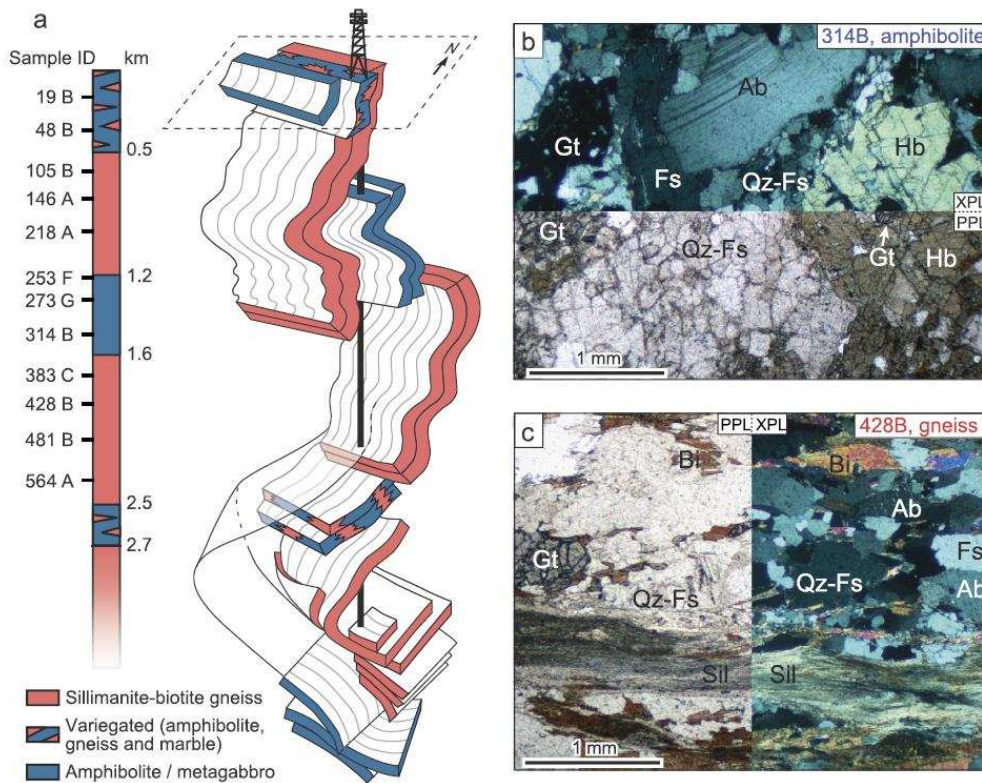 a
Sample ID km
19 B
48 B
0.5
105 B
146 A
218 A
1.2
253 F
273 G
314 B
1.6
383 C
428 B
481 B
564 A
2.5
2.7
N
Sillimanite-biotite gneiss
Variegated (amphibolite,
gneiss and marble)
Amphibolite / metagabbro
b
314B, amphibolite
Ab
Gt
Hb
Fs
Qz-Fs
XPL
PPL
Gt
Qz-Fs
Gt
Hb
1 mm
c
PPL XPL
428B, gneiss
Bi
Bi
Ab
Gt
Fs
Qz-Fs
Qz-Fs
Ab
Sil
Sil
1 mm